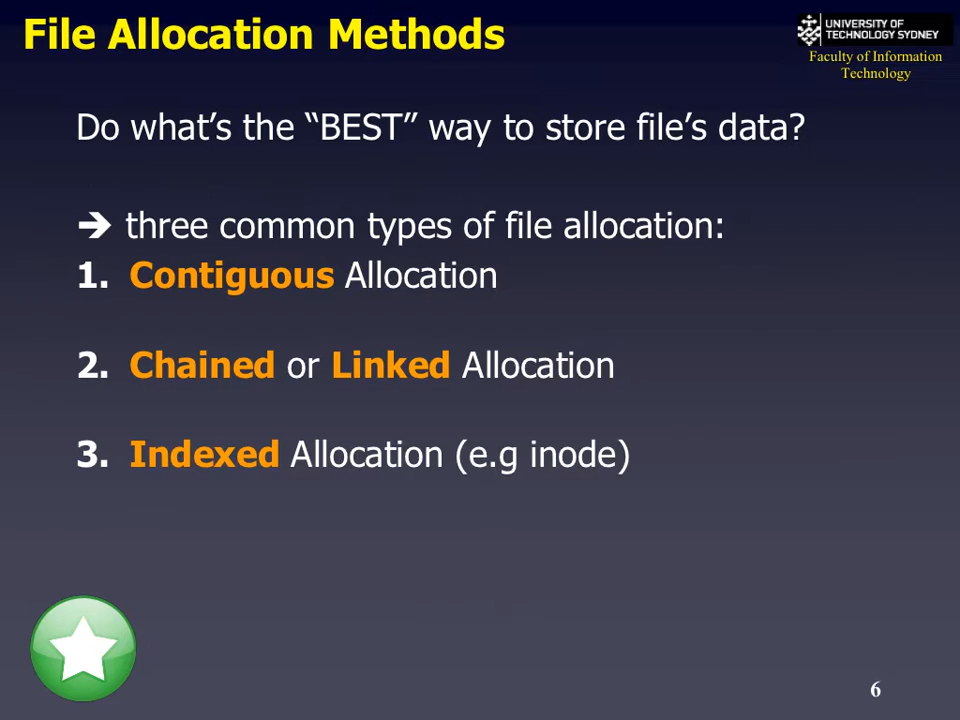 File Allocation Methods
UNIVERSITY OF
TECHNOLOGY SYDNEY
Faculty of Information
Technology
Do what’s the “BEST” way to store file’s data?
➔ three common types of file allocation:
1. Contiguous Allocation
2. Chained or Linked Allocation
3. Indexed Allocation (e.g inode)
6